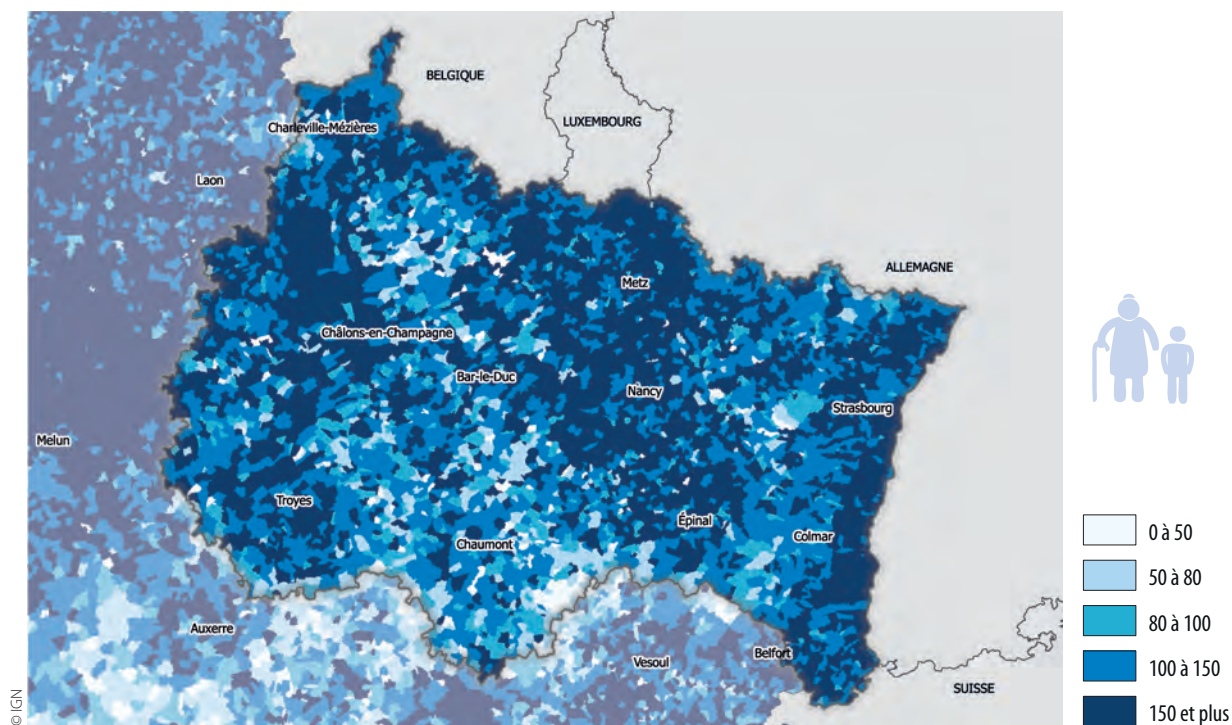 BELGIQUE
LUXEMBOURG
Charleville-Mézières
Laon
ALLEMAGNE
Metz
Châlons-en-Champagne
Bar-le-Duc
Nancy
Strasbourg
Melun
Troyes
Épinal
Chaumont
Colmar
Auxerre
Vesoul
Belfort
SUISSE
© IGN
0 à 50
50 à 80
80 à 100
100 à 150
150 et plus